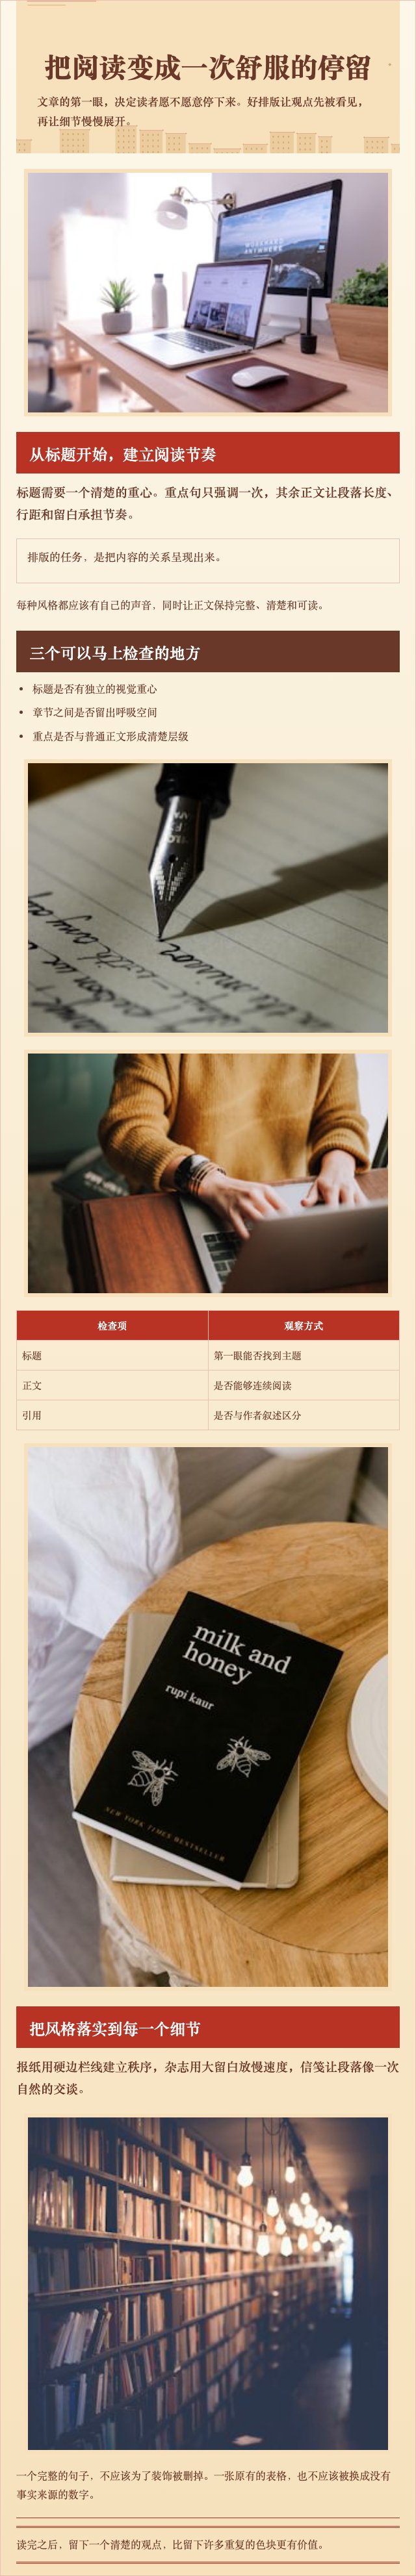 把阅读变成一次舒服的停留
文章的第一眼，决定读者愿不愿意停下来。好排版让观点先被看见，
再让细节慢慢展开。
从标题开始，建立阅读节奏
标题需要一个清楚的重心。重点句只强调一次，其余正文让段落长度、
行距和留白承担节奏。
排版的任务，是把内容的关系呈现出来。
每种风格都应该有自己的声音，同时让正文保持完整、清楚和可读。
三个可以马上检查的地方
• 标题是否有独立的视觉重心
• 章节之间是否留出呼吸空间
• 重点是否与普通正文形成清楚层级
检查项 观察方式
标题 第一眼能否找到主题
正文 是否能够连续阅读
引用 是否与作者叙述区分
milk and
honey
rupi kaur
NEW YORK TIMES BESTSELLER
把风格落实到每一个细节
报纸用硬边栏线建立秩序，杂志用大留白放慢速度，信笺让段落像一次
自然的交谈。
一个完整的句子，不应该为了装饰被删掉。一张原有的表格，也不应该被换成没有
事实来源的数字。
读完之后，留下一个清楚的观点，比留下许多重复的色块更有价值。